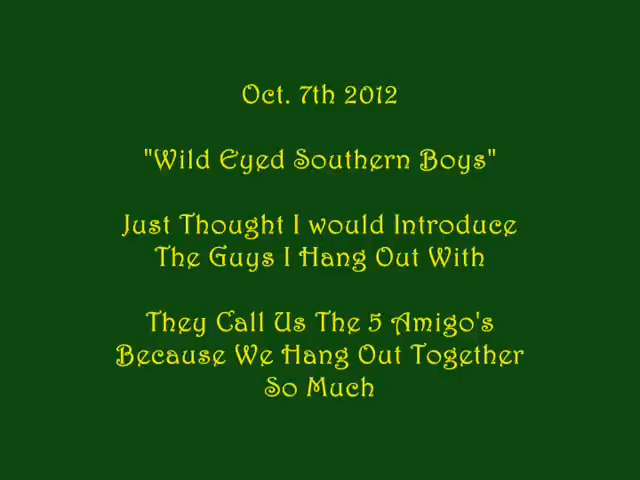 Oct. 7th 2012
"Wild Eyed Southern Boys"
Just Thought I would Introduce
The Guys I Hang Out With
They Call Us The 5 Amigo's
Because We Hang Out Together
So Much